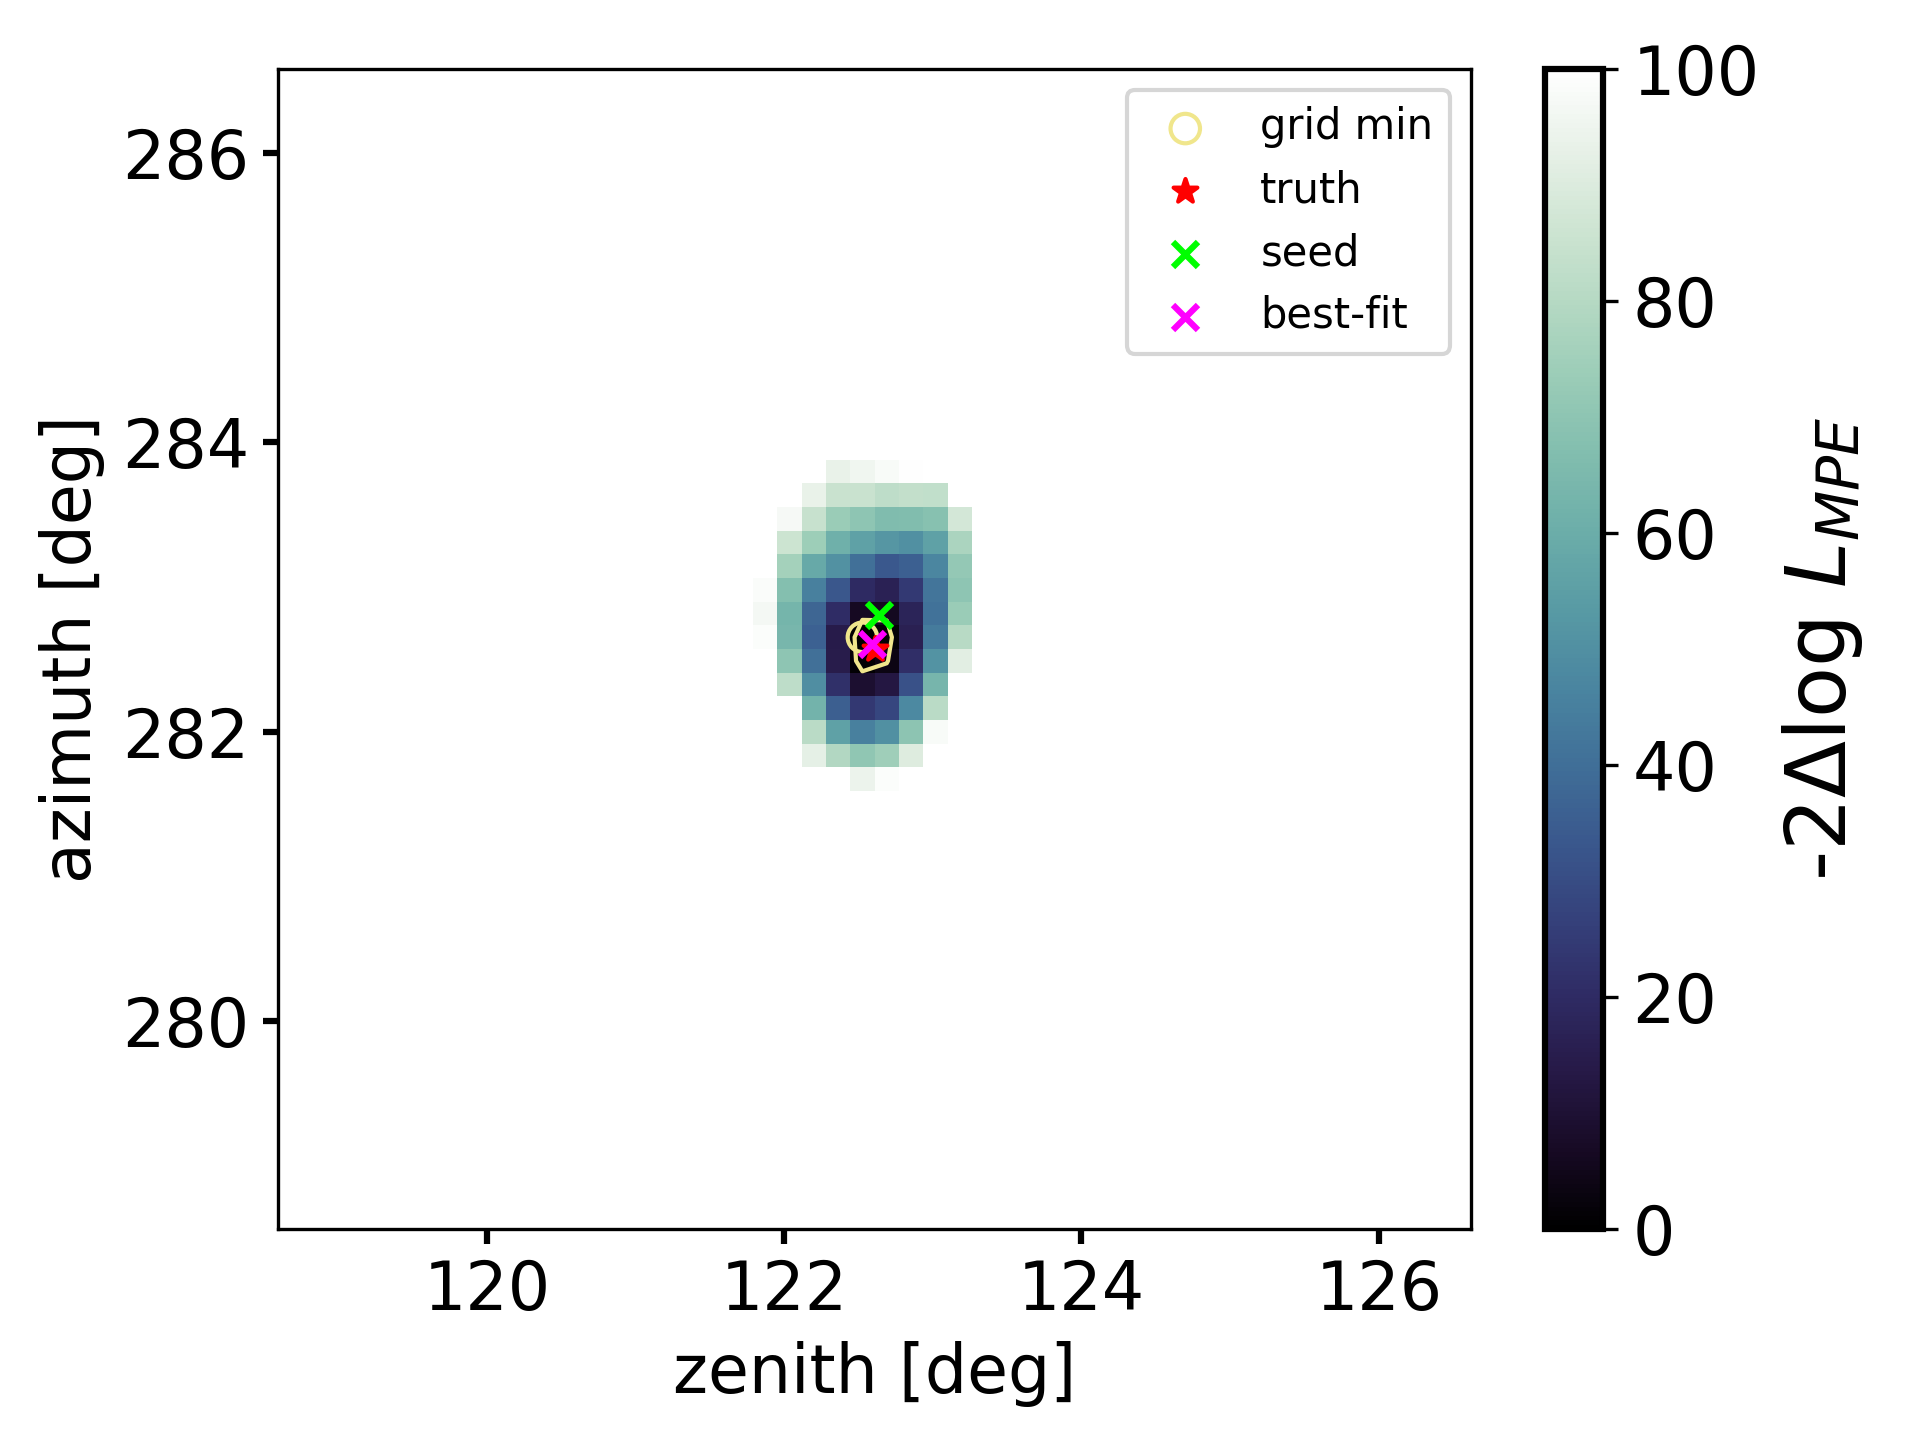 grid min
truth
seed
best-fit
286
284
282
280
azimuth [deg]
120
122
124
126
zenith [deg]
100
80
60
40
20
0
-2Δlog L_MPE